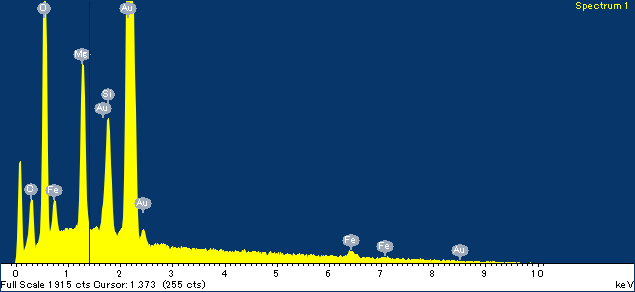 Spectrum 1
O Au
Mg
Si
Au
Fe
Au
Fe Fe Au
0 1 2 3 4 5 6 7 8 9 10
Full Scale 1915 cts Cursor: 1.373 (255 cts) keV